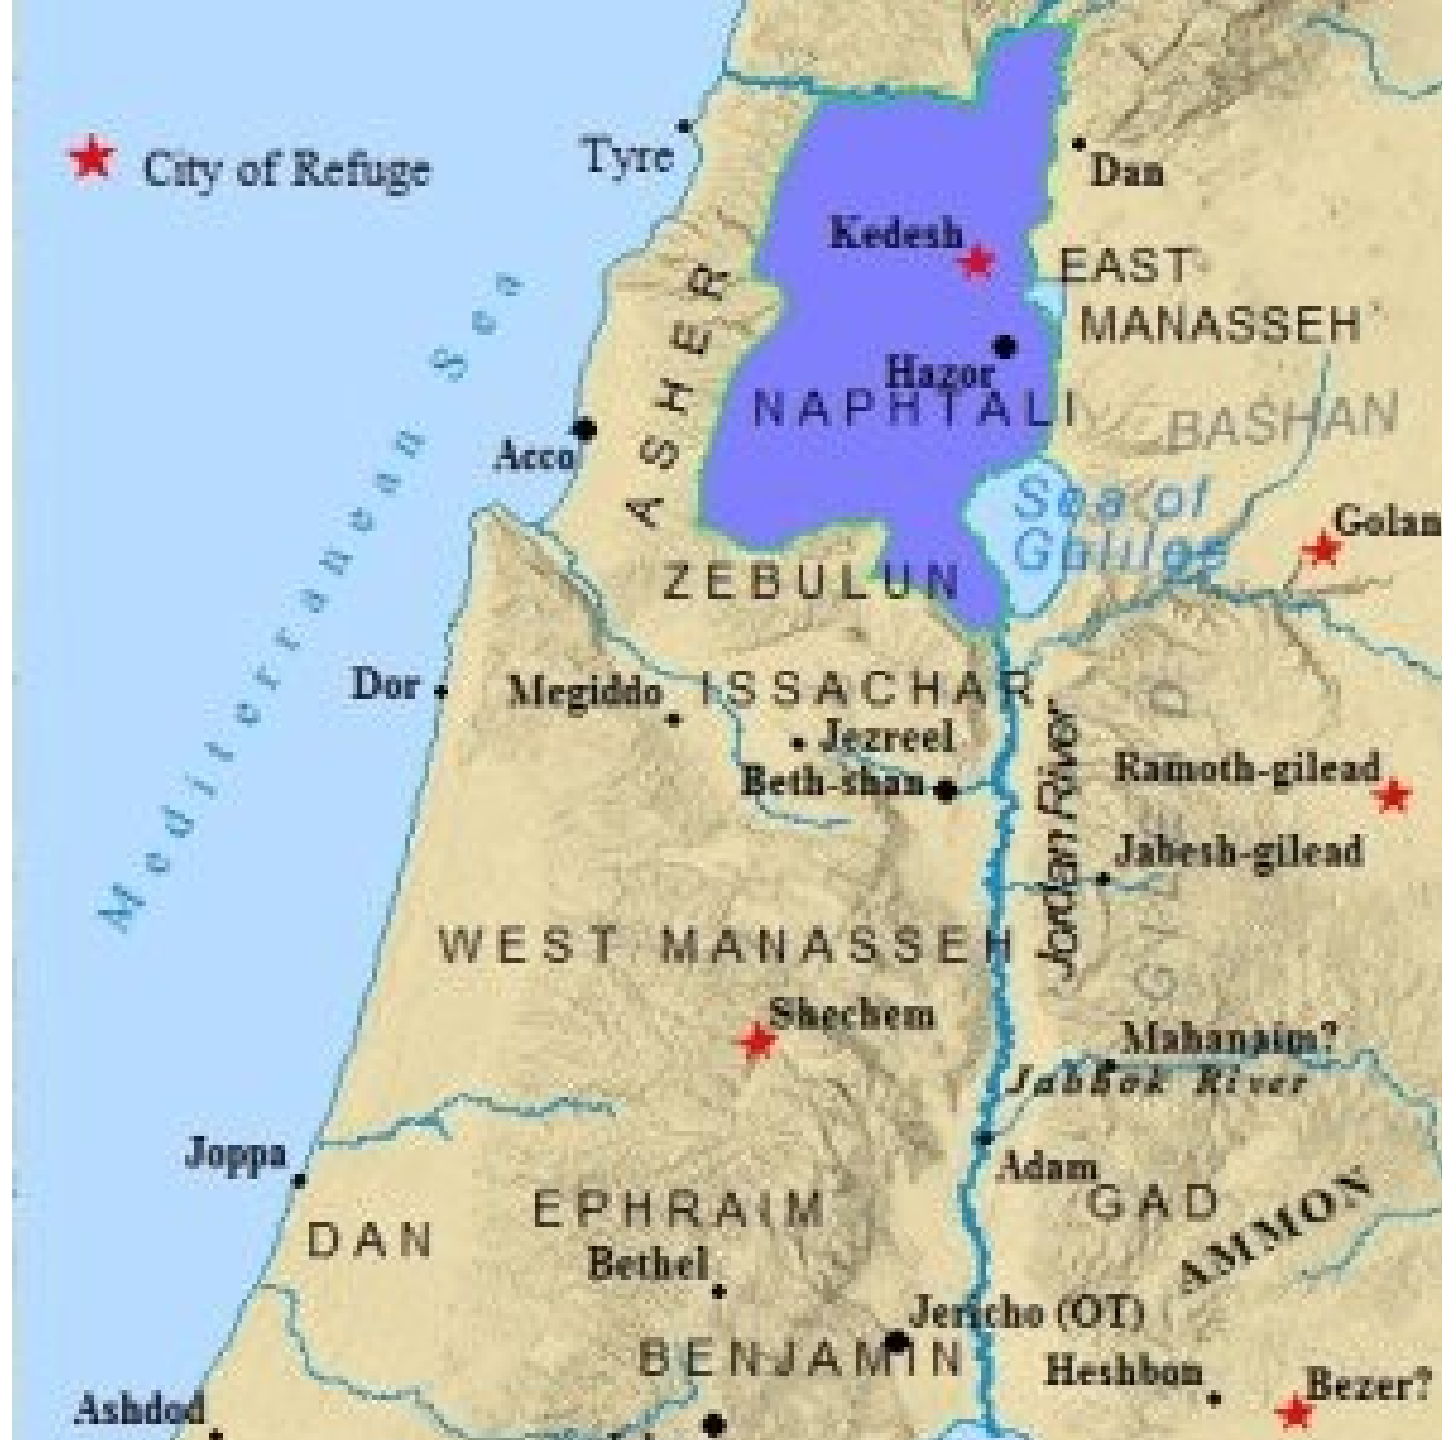 Tyre
City of Refuge
Dan
Kedesh
EAST
MANASSEH
ASHER
Mediterranean Sea
Hazor
NAPHTALI
BASHAN
Acco
Sea of
Galilee
Golan
ZEBULUN
Dor
Megiddo
ISSACHAR
Jezreel
Beth-shan
Jordan River
Ramoth-gilead
Jabesh-gilead
WEST MANASSEH
Shechem
Mahanaim?
Jabbok River
Joppa
Adam
GAD
EPHRAIM
DAN
AMMON
Bethel
Jericho (OT)
BENJAMIN
Heshbon
Bezer?
Ashdod